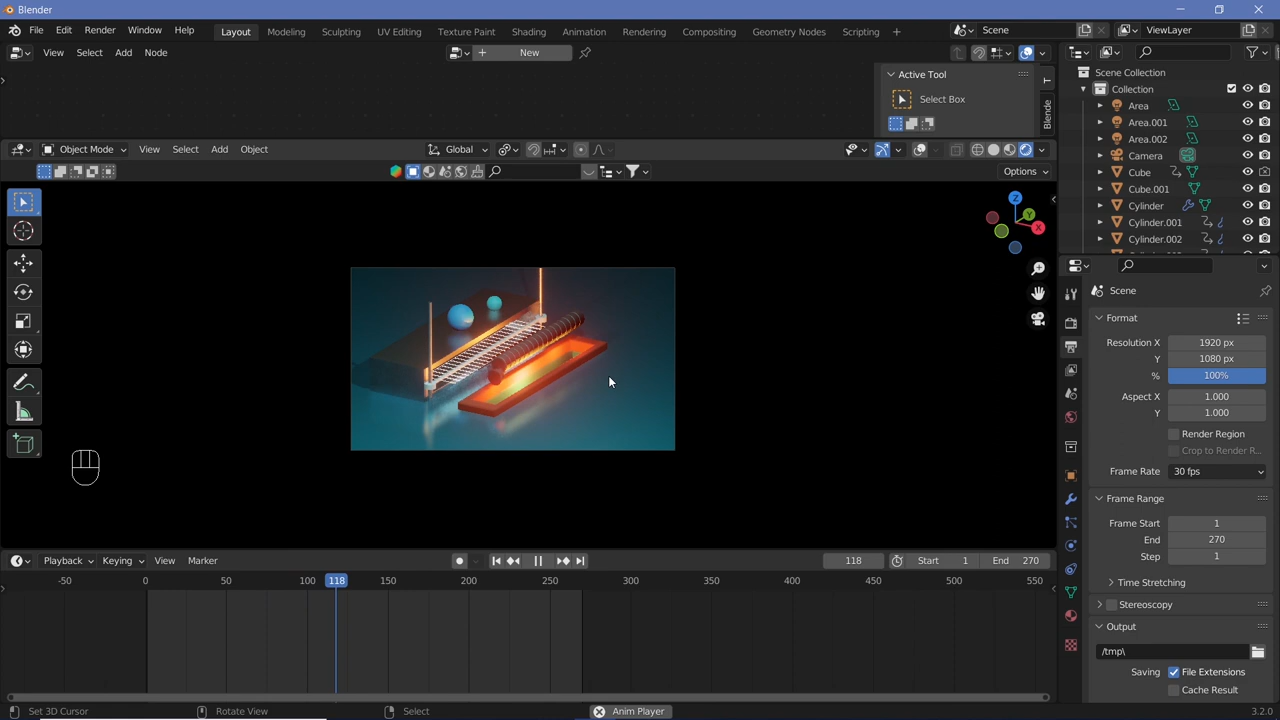 Blender
File Edit Render Window Help Layout Modeling Sculpting UV Editing Texture Paint Shading Animation Rendering Compositing Geometry Nodes Scripting + Scene ViewLayer
View Select Add Node + New
Active Tool
Select Box
Blende
Scene Collection
Collection
Area
Area.001
Area.002
Camera
Cube
Cube.001
Cylinder
Cylinder.001
Cylinder.002
Object Mode View Select Add Object Global
Options
Z
Y
X
Scene
Format
Resolution X 1920 px
Y 1080 px
% 100%
Aspect X 1.000
Y 1.000
Render Region
Crop to Render R...
Frame Rate 30 fps
Frame Range
Frame Start 1
End 270
Step 1
Time Stretching
Stereoscopy
Output
/tmp\
Saving File Extensions
Cache Result
Playback Keying View Marker 118 Start 1 End 270
-50 0 50 100 118 150 200 250 300 350 400 450 500 550
Set 3D Cursor Rotate View Select Anim Player 3.2.0